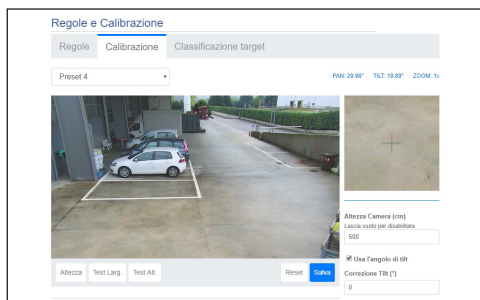 Regole e Calibrazione
Regole Calibrazione Classificazione target
Preset 4
PAN: 29.96° TILT: 19.89° ZOOM: 1x
Altezza Camera (cm)
Lascia vuoto per disabilitare
500
Usa l'angolo di tilt
Correzione Tilt (°)
0
Altezza Test Larg. Test Alt. Reset Salva